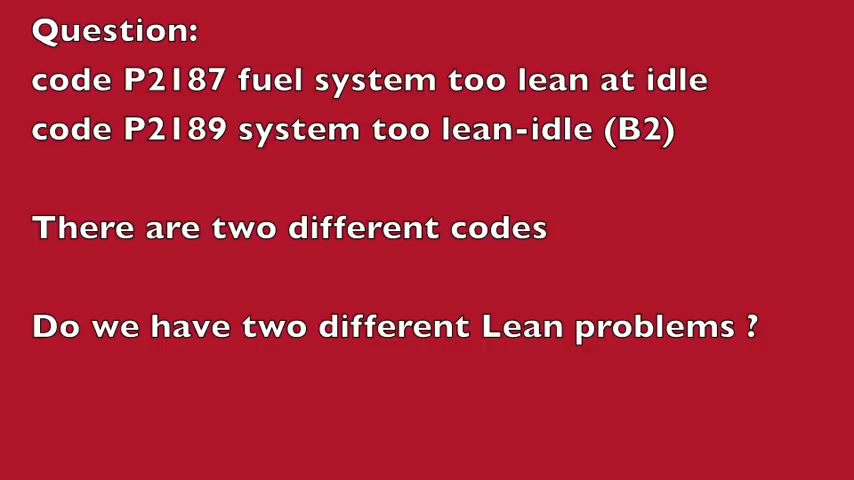 Question:
code P2187 fuel system too lean at idle
code P2189 system too lean-idle (B2)
There are two different codes
Do we have two different Lean problems ?